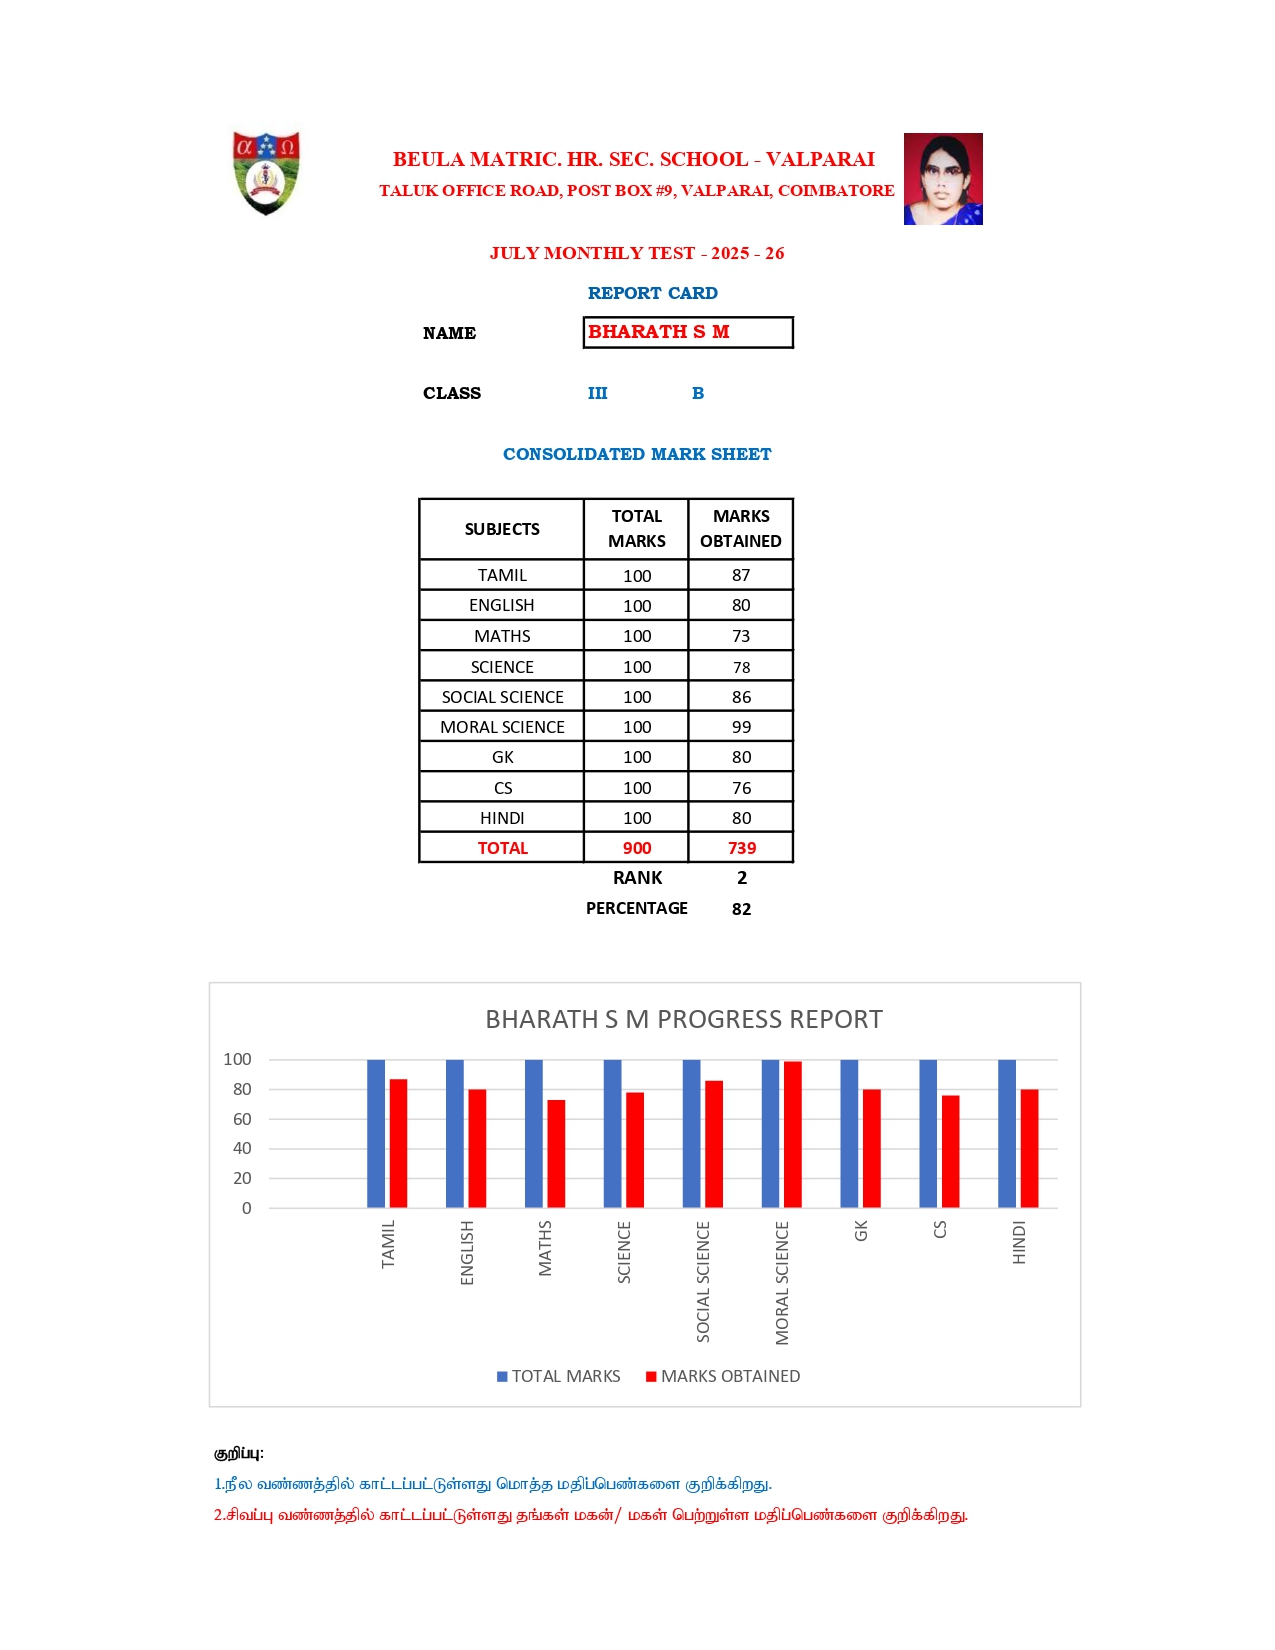 BEULA MATRIC. HR. SEC. SCHOOL - VALPARAI
TALUK OFFICE ROAD, POST BOX #9, VALPARAI, COIMBATORE
JULY MONTHLY TEST - 2025 - 26
REPORT CARD
NAME BHARATH S M
CLASS III B
CONSOLIDATED MARK SHEET
SUBJECTS TOTAL MARKS MARKS OBTAINED
TAMIL 100 87
ENGLISH 100 80
MATHS 100 73
SCIENCE 100 78
SOCIAL SCIENCE 100 86
MORAL SCIENCE 100 99
GK 100 80
CS 100 76
HINDI 100 80
TOTAL 900 739
RANK 2
PERCENTAGE 82
BHARATH S M PROGRESS REPORT
100
80
60
40
20
0
TAMIL ENGLISH MATHS SCIENCE SOCIAL SCIENCE MORAL SCIENCE GK CS HINDI
TOTAL MARKS MARKS OBTAINED
குறிப்பு:
1.நீல வண்ணத்தில் காட்டப்பட்டுள்ளது மொத்த மதிப்பெண்களை குறிக்கிறது.
2.சிவப்பு வண்ணத்தில் காட்டப்பட்டுள்ளது தங்கள் மகன்/ மகள் பெற்றுள்ள மதிப்பெண்களை குறிக்கிறது.